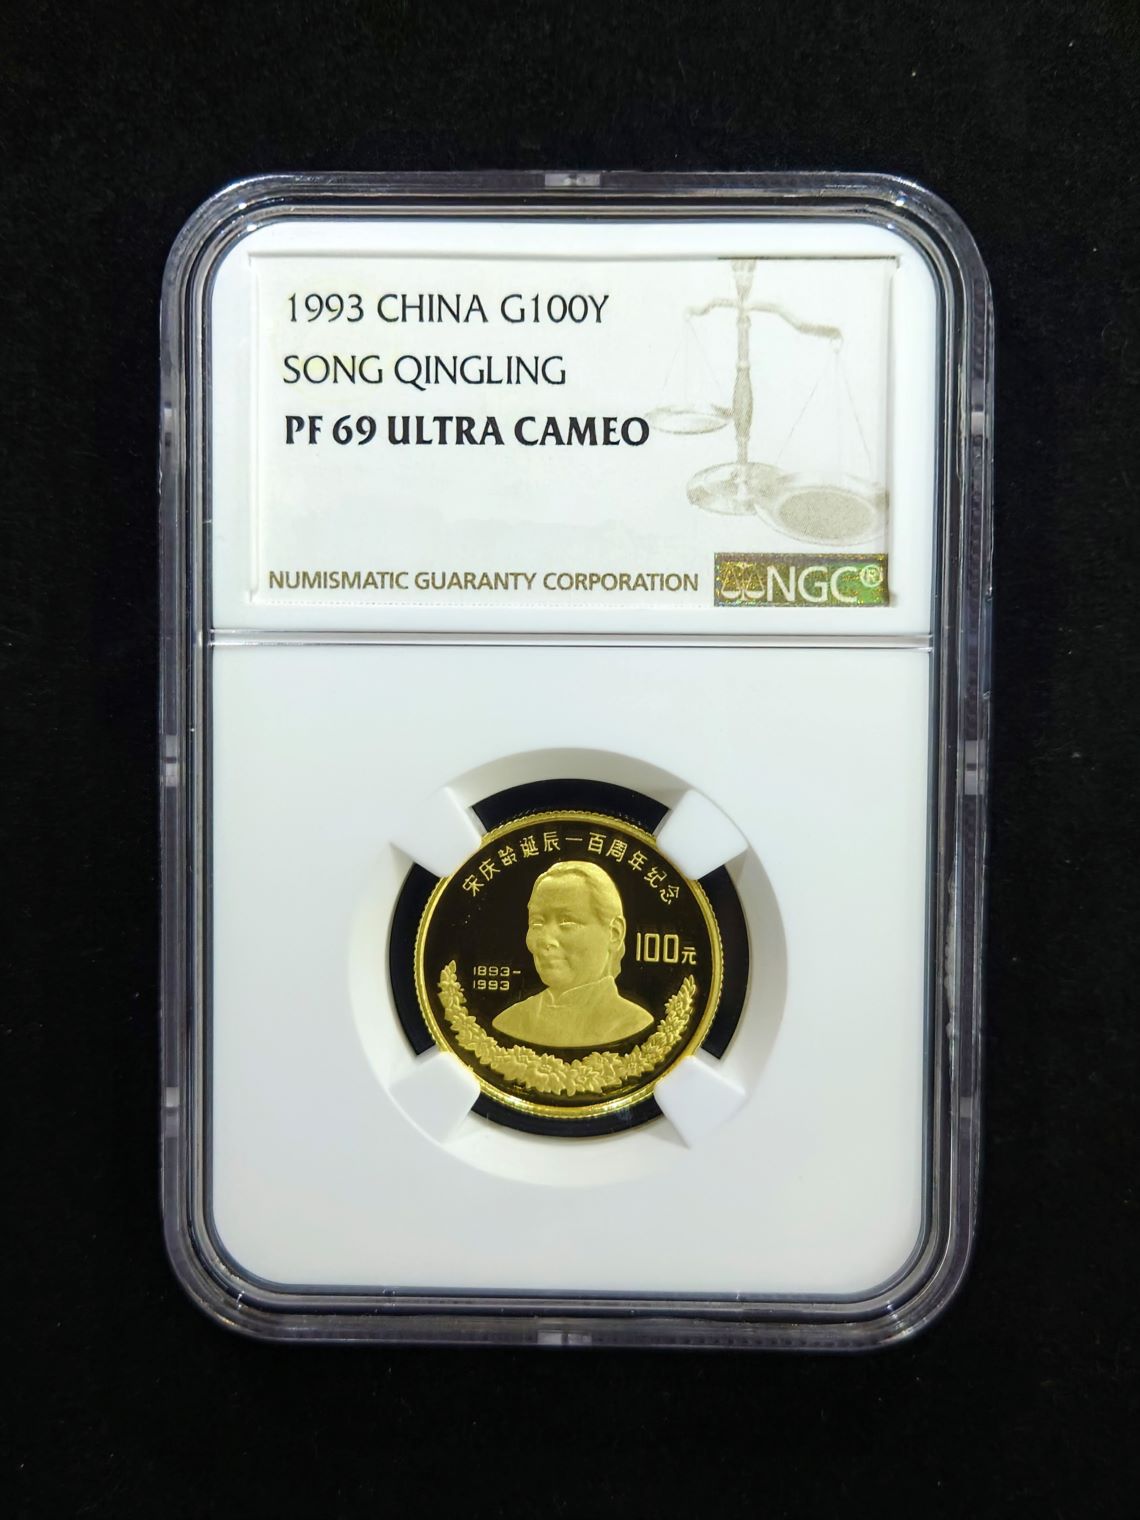 1993 CHINA G100Y
SONG QINGLING
PF 69 ULTRA CAMEO
NUMISMATIC GUARANTY CORPORATION
NGC®
宋庆龄诞辰一百周年纪念
100元
1893-
1993